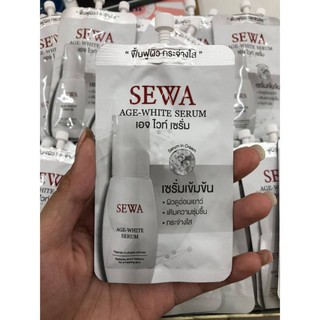 "ฟื้นฟูผิว-กระจ่างใส"
SEWA
AGE-WHITE SERUM
เอจ ไวท์ เซรั่ม
Serum in Cream
เซรั่มเข้มข้น
• ผิวดูอ่อนเยาว์
• เติมความชุ่มชื้น
• กระจ่างใส
SEWA
AGE-WHITE
SERUM